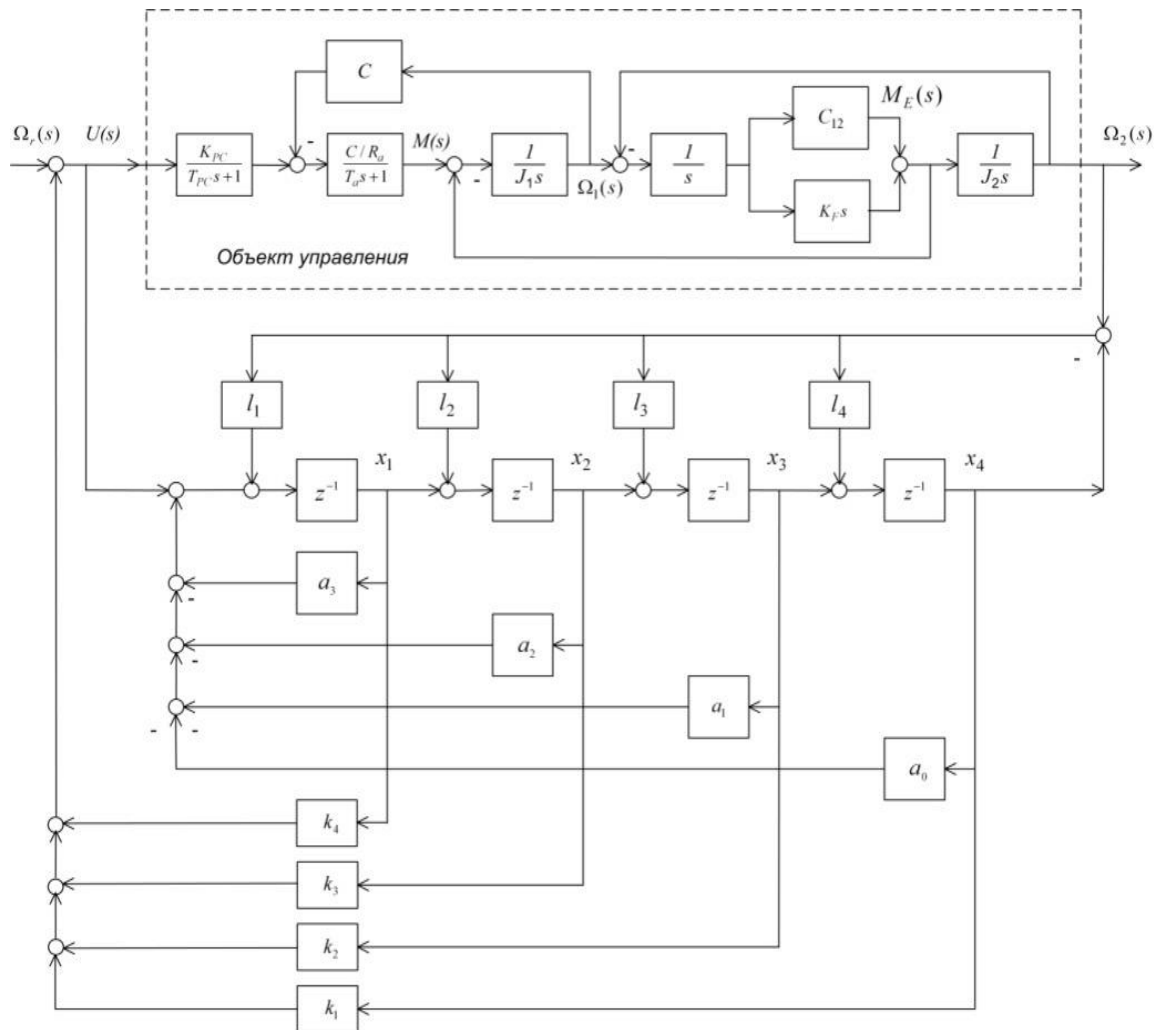 C
M_E(s)
Ω_r(s)
U(s)
K_PC
T_PC s+1
-
C / R_a
T_a s+1
M(s)
-
1
J_1 s
Ω_1(s)
-
1
s
C_12
K_F s
1
J_2 s
Ω_2(s)
Объект управления
-
l_1
l_2
l_3
l_4
z^-1
x_1
z^-1
x_2
z^-1
x_3
z^-1
x_4
a_3
-
a_2
-
a_1
- -
a_0
k_4
k_3
k_2
k_1